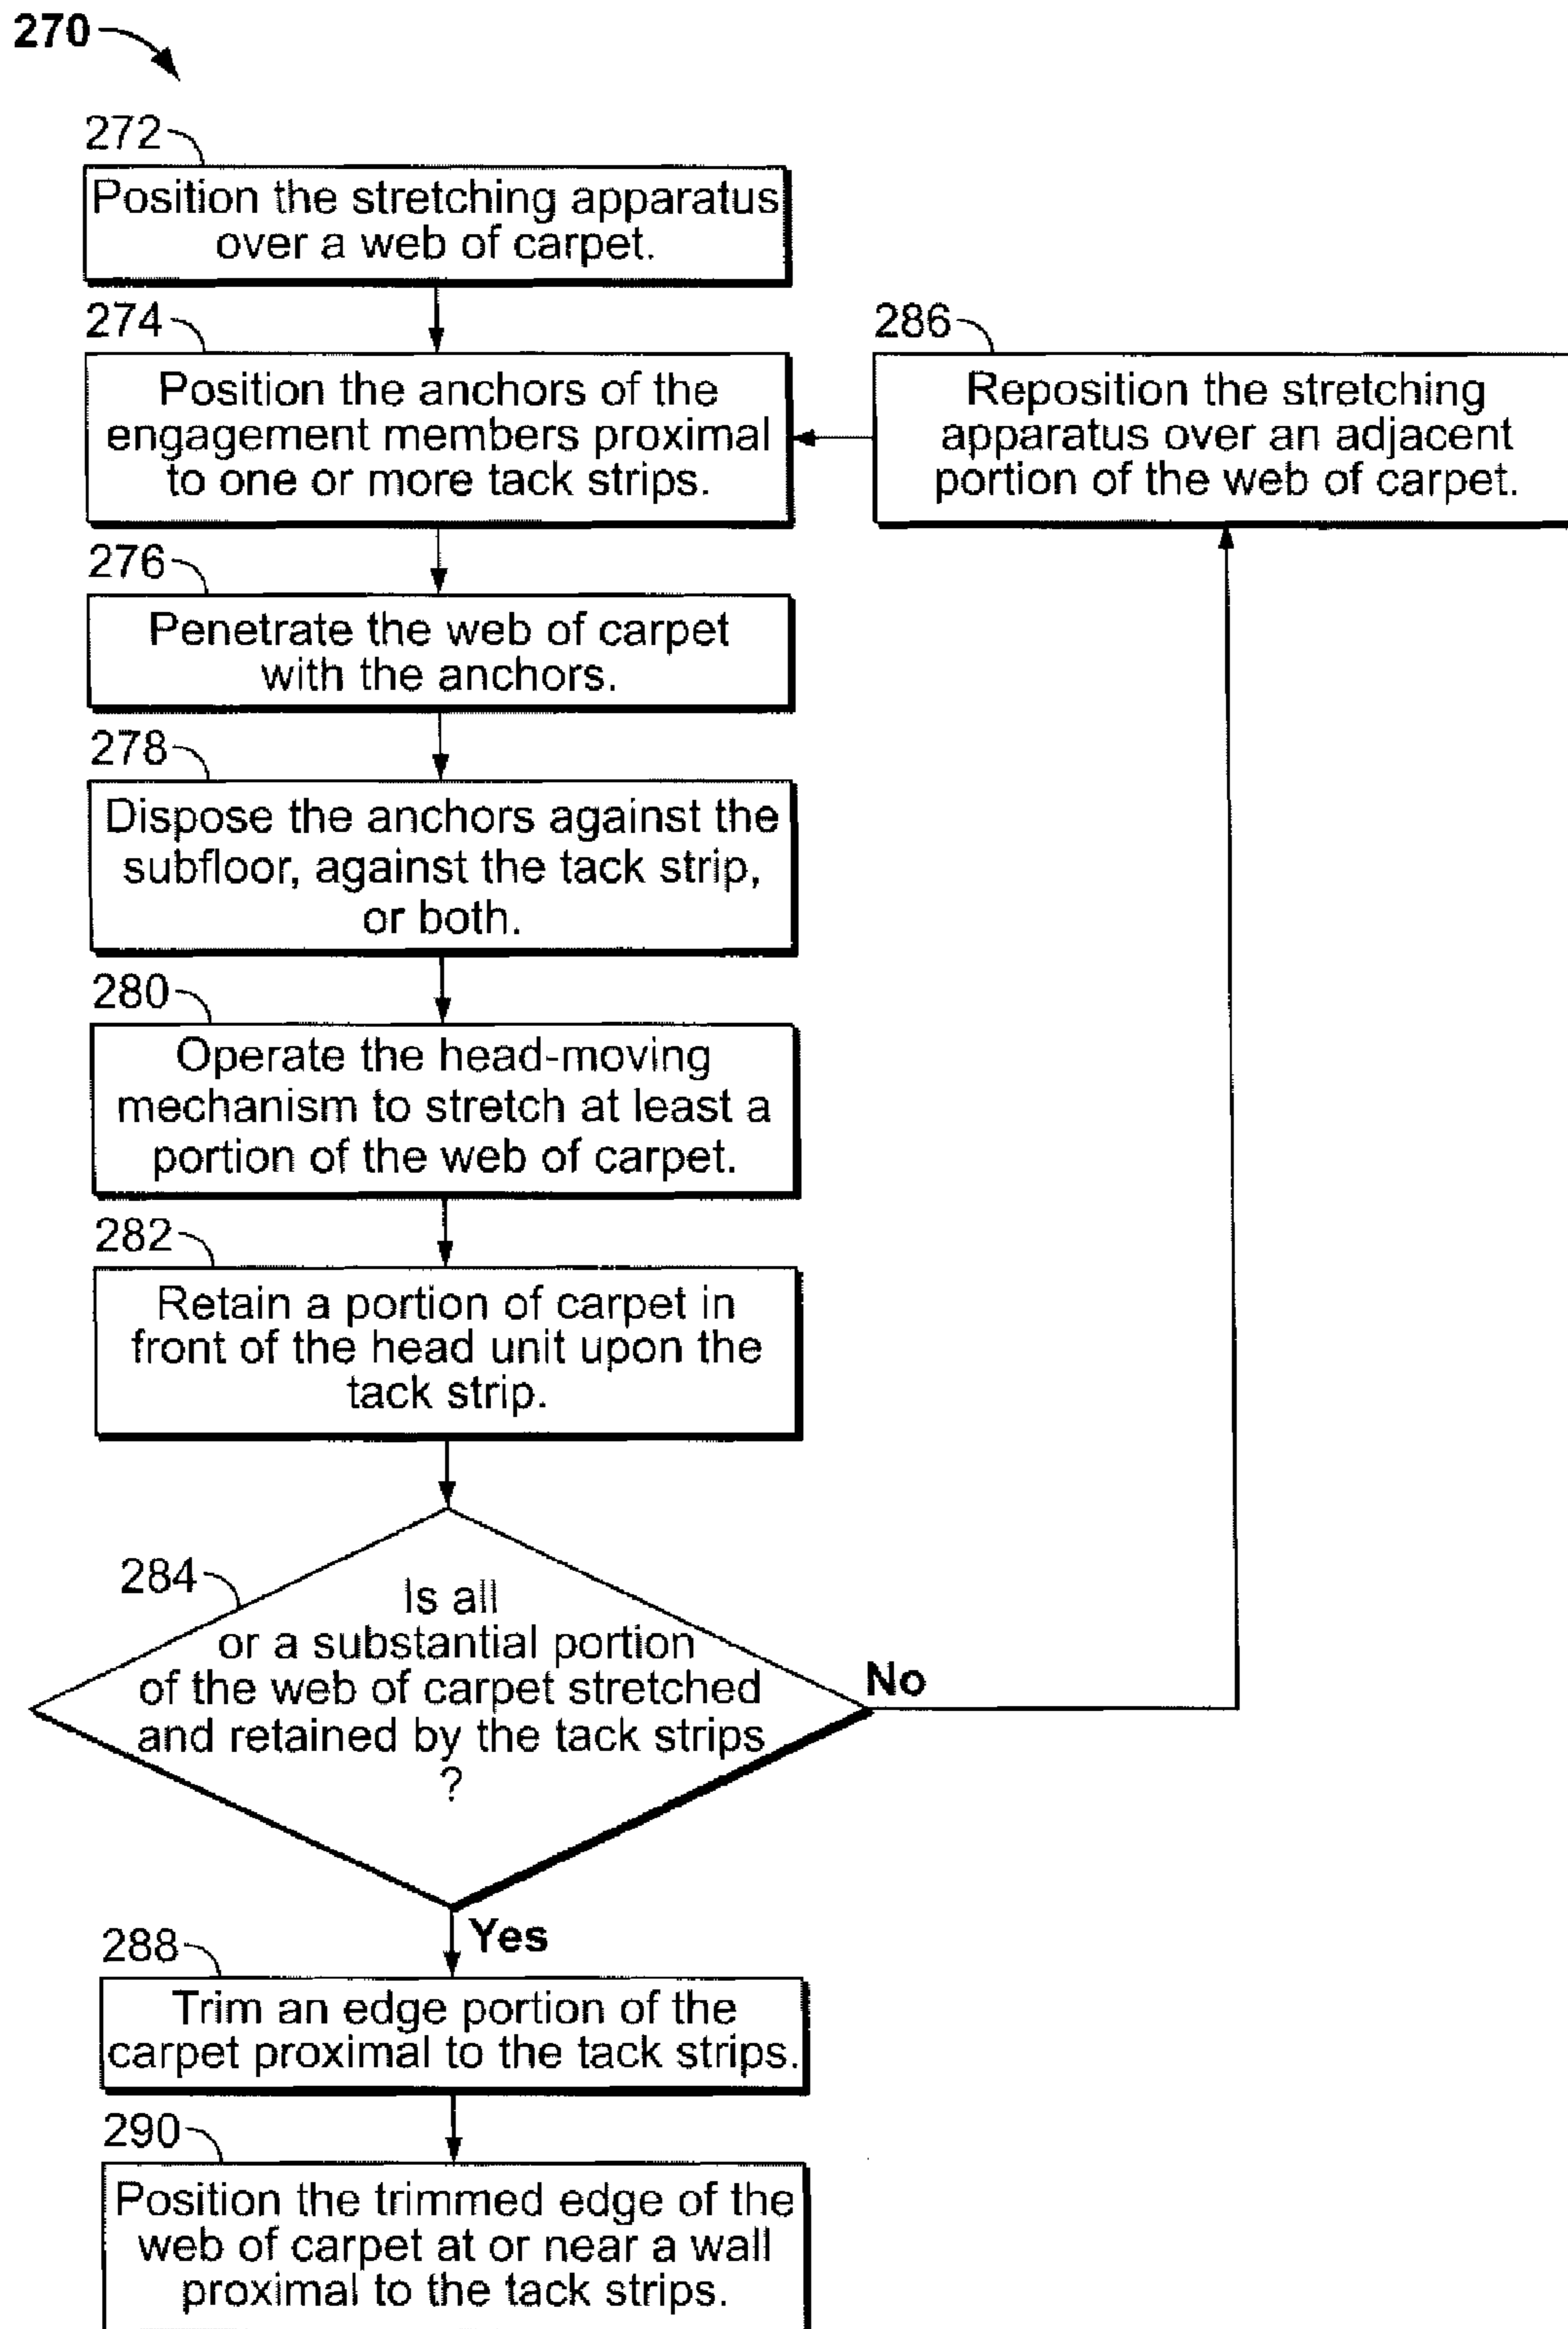 270
272
Position the stretching apparatus
over a web of carpet.
274
Position the anchors of the
engagement members proximal
to one or more tack strips.
286
Reposition the stretching
apparatus over an adjacent
portion of the web of carpet.
276
Penetrate the web of carpet
with the anchors.
278
Dispose the anchors against the
subfloor, against the tack strip,
or both.
280
Operate the head-moving
mechanism to stretch at least a
portion of the web of carpet.
282
Retain a portion of carpet in
front of the head unit upon the
tack strip.
284
Is all
or a substantial portion
of the web of carpet stretched
and retained by the tack strips
?
No
Yes
288
Trim an edge portion of the
carpet proximal to the tack strips.
290
Position the trimmed edge of the
web of carpet at or near a wall
proximal to the tack strips.